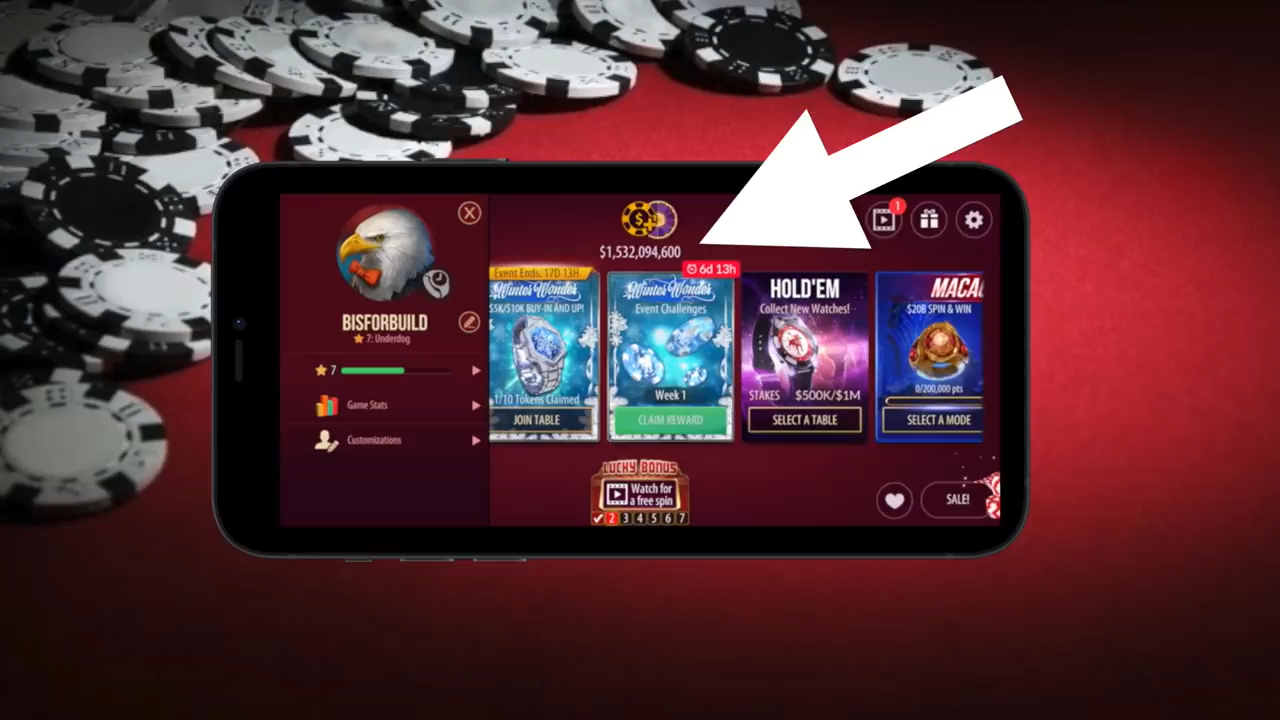 BISFORBUILD
7: Underdog
7
Game Stats
Customizations
$
$1,532,094,600
1
Event Ends, 17D 13H
Winter Wonder
$5K/$10K BUY-IN AND UP!
1/10 Tokens Claimed
JOIN TABLE
6d 13h
Winter Wonder
Event Challenges
Week 1
CLAIM REWARD
HOLD'EM
Collect New Watches!
STAKES $500K/$1M
SELECT A TABLE
MACA
$20B SPIN & WIN
0/200,000 pts
SELECT A MODE
LUCKY BONUS
Watch for
a free spin
2 3 4 5 6 7
SALE!